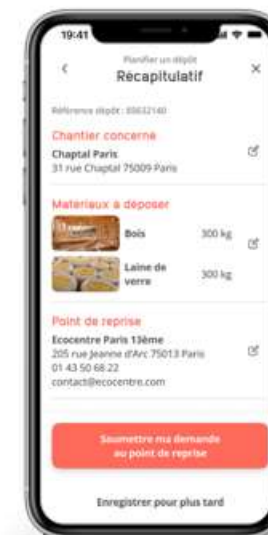 19:41
Planifier un dépôt
Récapitulatif
Référence dépôt : 89632140
Chantier concerné
Chaptal Paris
31 rue Chaptal 75009 Paris
Matériaux à déposer
Bois 300 kg
Laine de verre 300 kg
Point de reprise
Ecocentre Paris 13ème
205 rue Jeanne d'Arc 75013 Paris
01 43 50 68 22
contact@ecocentre.com
Soumettre ma demande
au point de reprise
Enregistrer pour plus tard